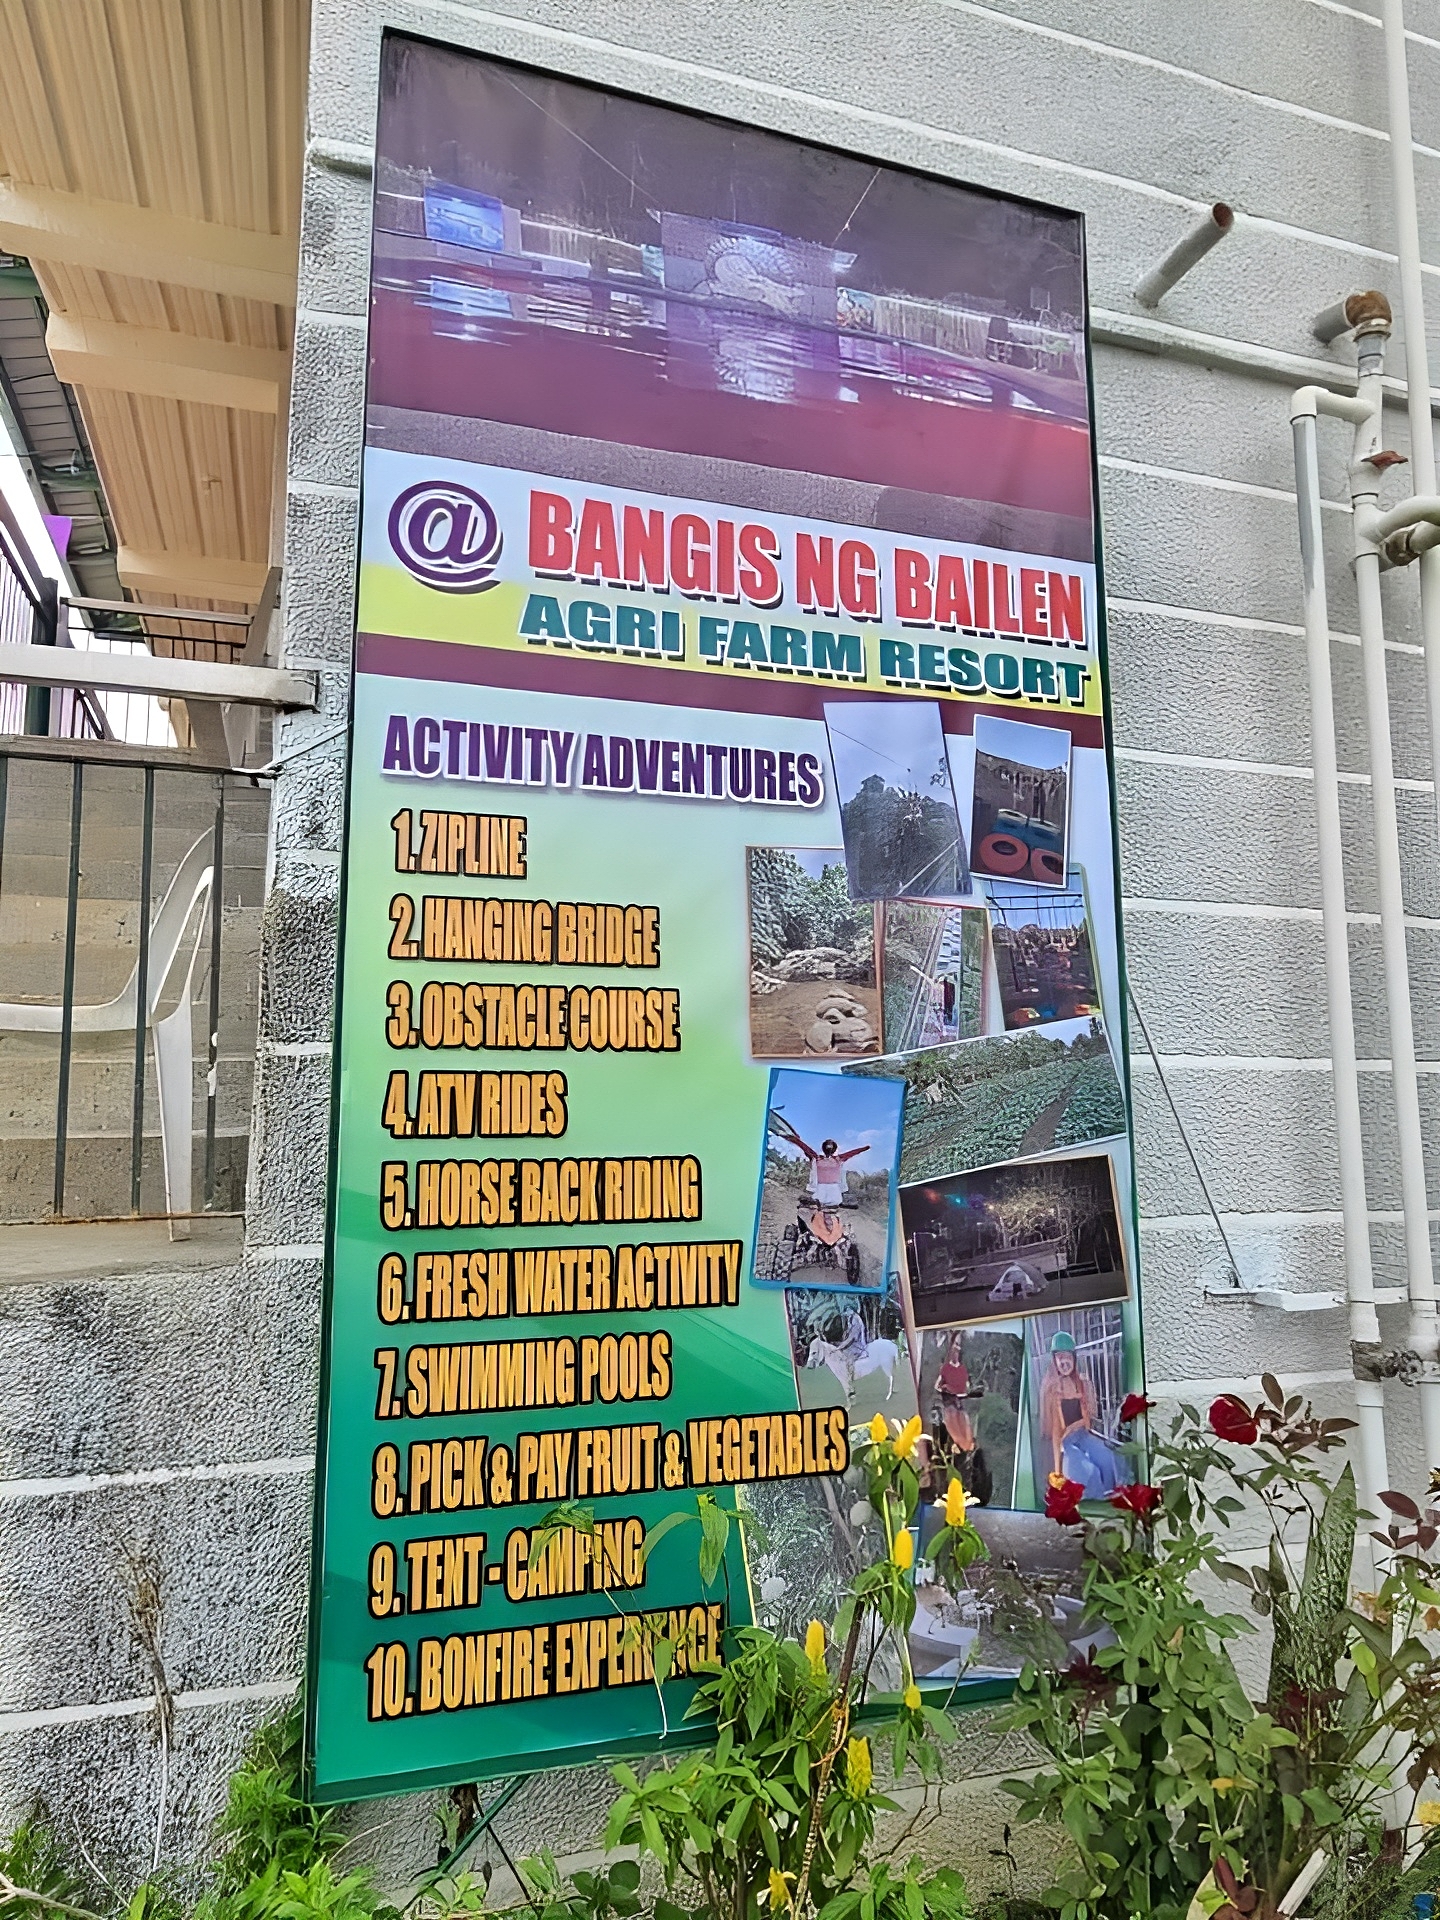 @ BANGIS NG BAILEN
AGRI FARM RESORT
ACTIVITY ADVENTURES
1. ZIPLINE
2. HANGING BRIDGE
3. OBSTACLE COURSE
4. ATV RIDES
5. HORSE BACK RIDING
6. FRESH WATER ACTIVITY
7. SWIMMING POOLS
8. PICK & PAY FRUIT & VEGETABLES
9. TENT - CAMPING
10. BONFIRE EXPERIENCE